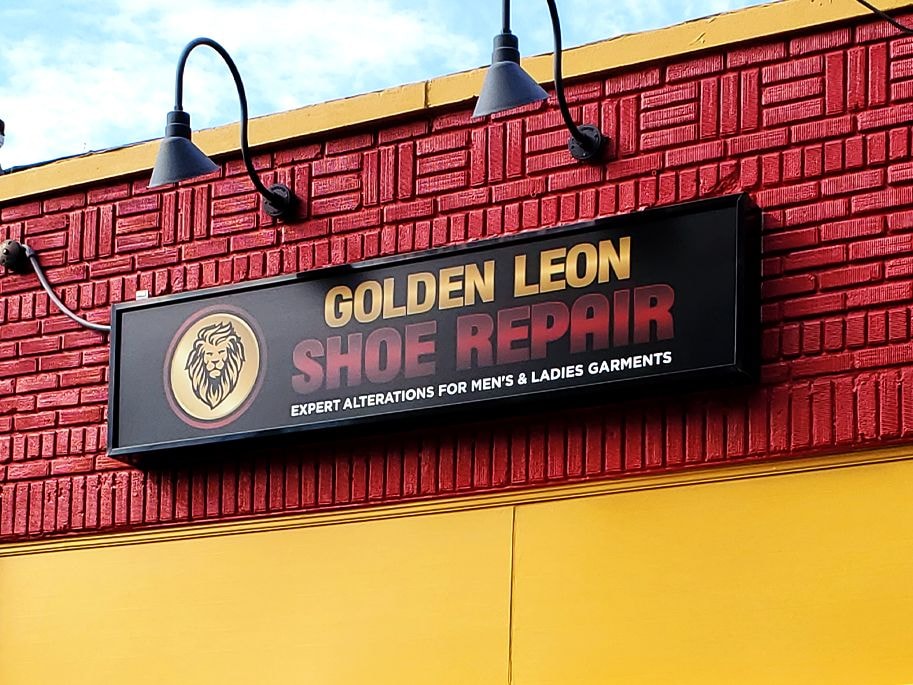 GOLDEN LEON
SHOE REPAIR
EXPERT ALTERATIONS FOR MEN'S & LADIES GARMENTS